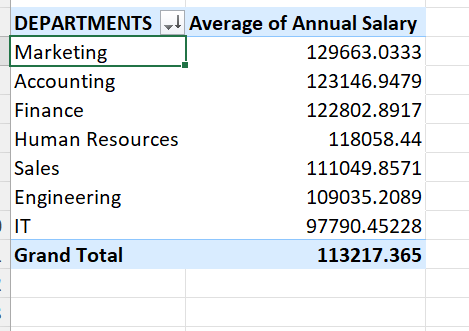 DEPARTMENTS Average of Annual Salary
Marketing 129663.0333
Accounting 123146.9479
Finance 122802.8917
Human Resources 118058.44
Sales 111049.8571
Engineering 109035.2089
IT 97790.45228
Grand Total 113217.365